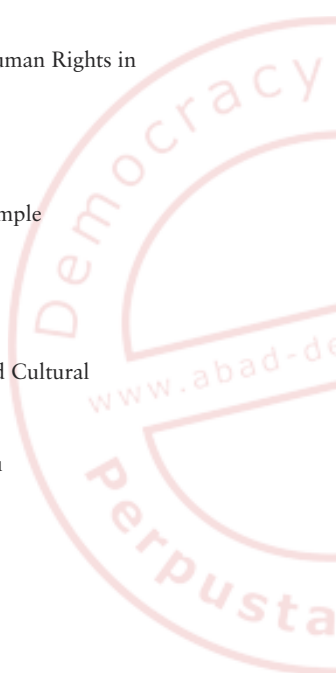 uman Rights in
Democracy
mple
www.abad-de
d Cultural
Perpusta